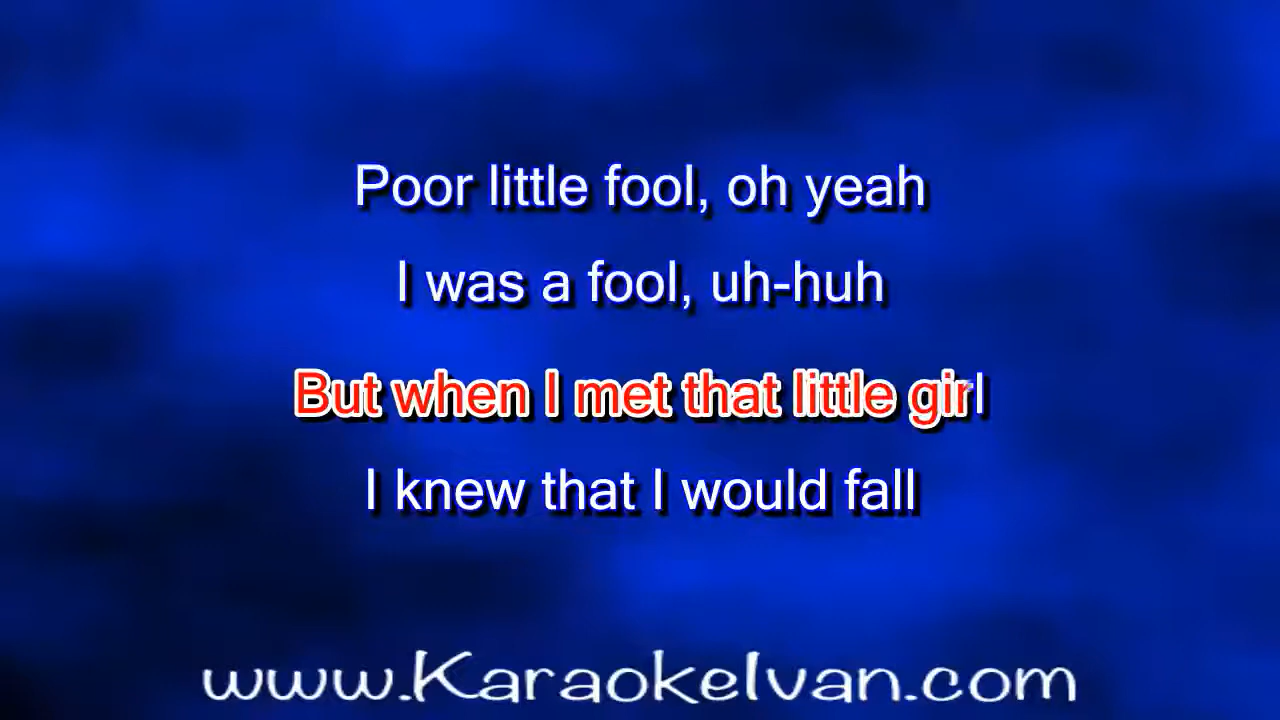 Poor little fool, oh yeah
I was a fool, uh-huh
But when I met that little girl
I knew that I would fall
www.KaraokeIvan.com